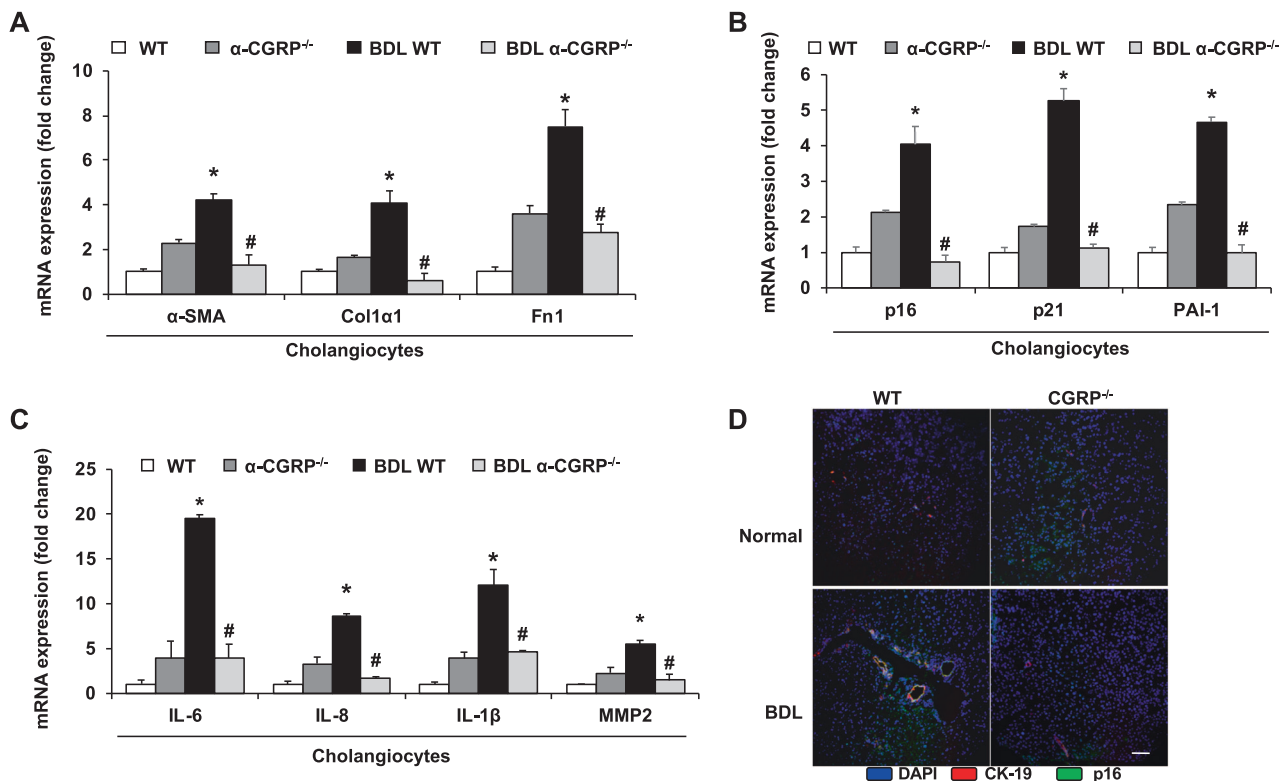 A
WT α-CGRP-/- BDL WT BDL α-CGRP-/-
mRNA expression (fold change)
10
8
6
4
2
0
* * *
# # #
α-SMA Col1α1 Fn1
Cholangiocytes
B
WT α-CGRP-/- BDL WT BDL α-CGRP-/-
mRNA expression (fold change)
6
5
4
3
2
1
0
* * *
# # #
p16 p21 PAI-1
Cholangiocytes
C
WT α-CGRP-/- BDL WT BDL α-CGRP-/-
mRNA expression (fold change)
25
20
15
10
5
0
* * * *
# # # #
IL-6 IL-8 IL-1β MMP2
Cholangiocytes
D
WT CGRP-/-
Normal
BDL
DAPI CK-19 p16